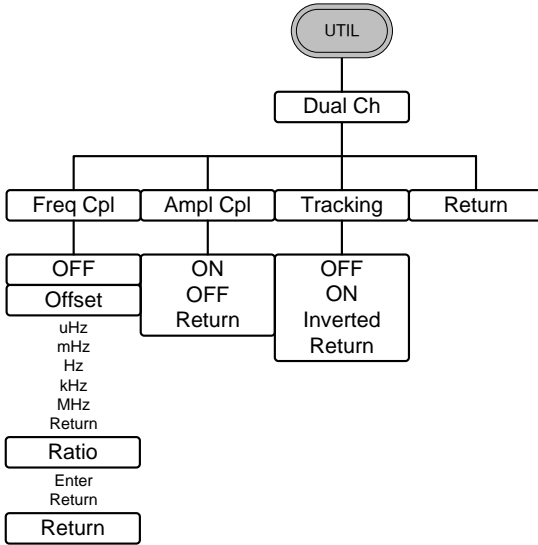 UTIL
Dual Ch
Freq Cpl
Ampl Cpl
Tracking
Return
OFF
Offset
uHz
mHz
Hz
kHz
MHz
Return
Ratio
Enter
Return
Return
ON
OFF
Return
OFF
ON
Inverted
Return